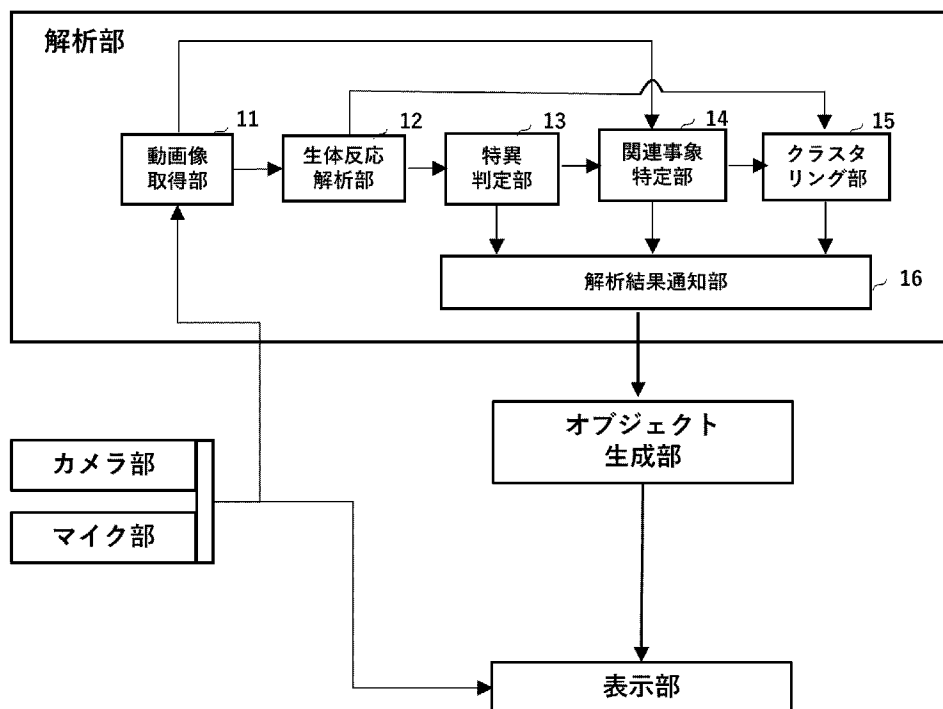 解析部
11
12
13
14
15
動画像
取得部
生体反応
解析部
特異
判定部
関連事象
特定部
クラスタ
リング部
解析結果通知部
16
オブジェクト
生成部
カメラ部
マイク部
表示部